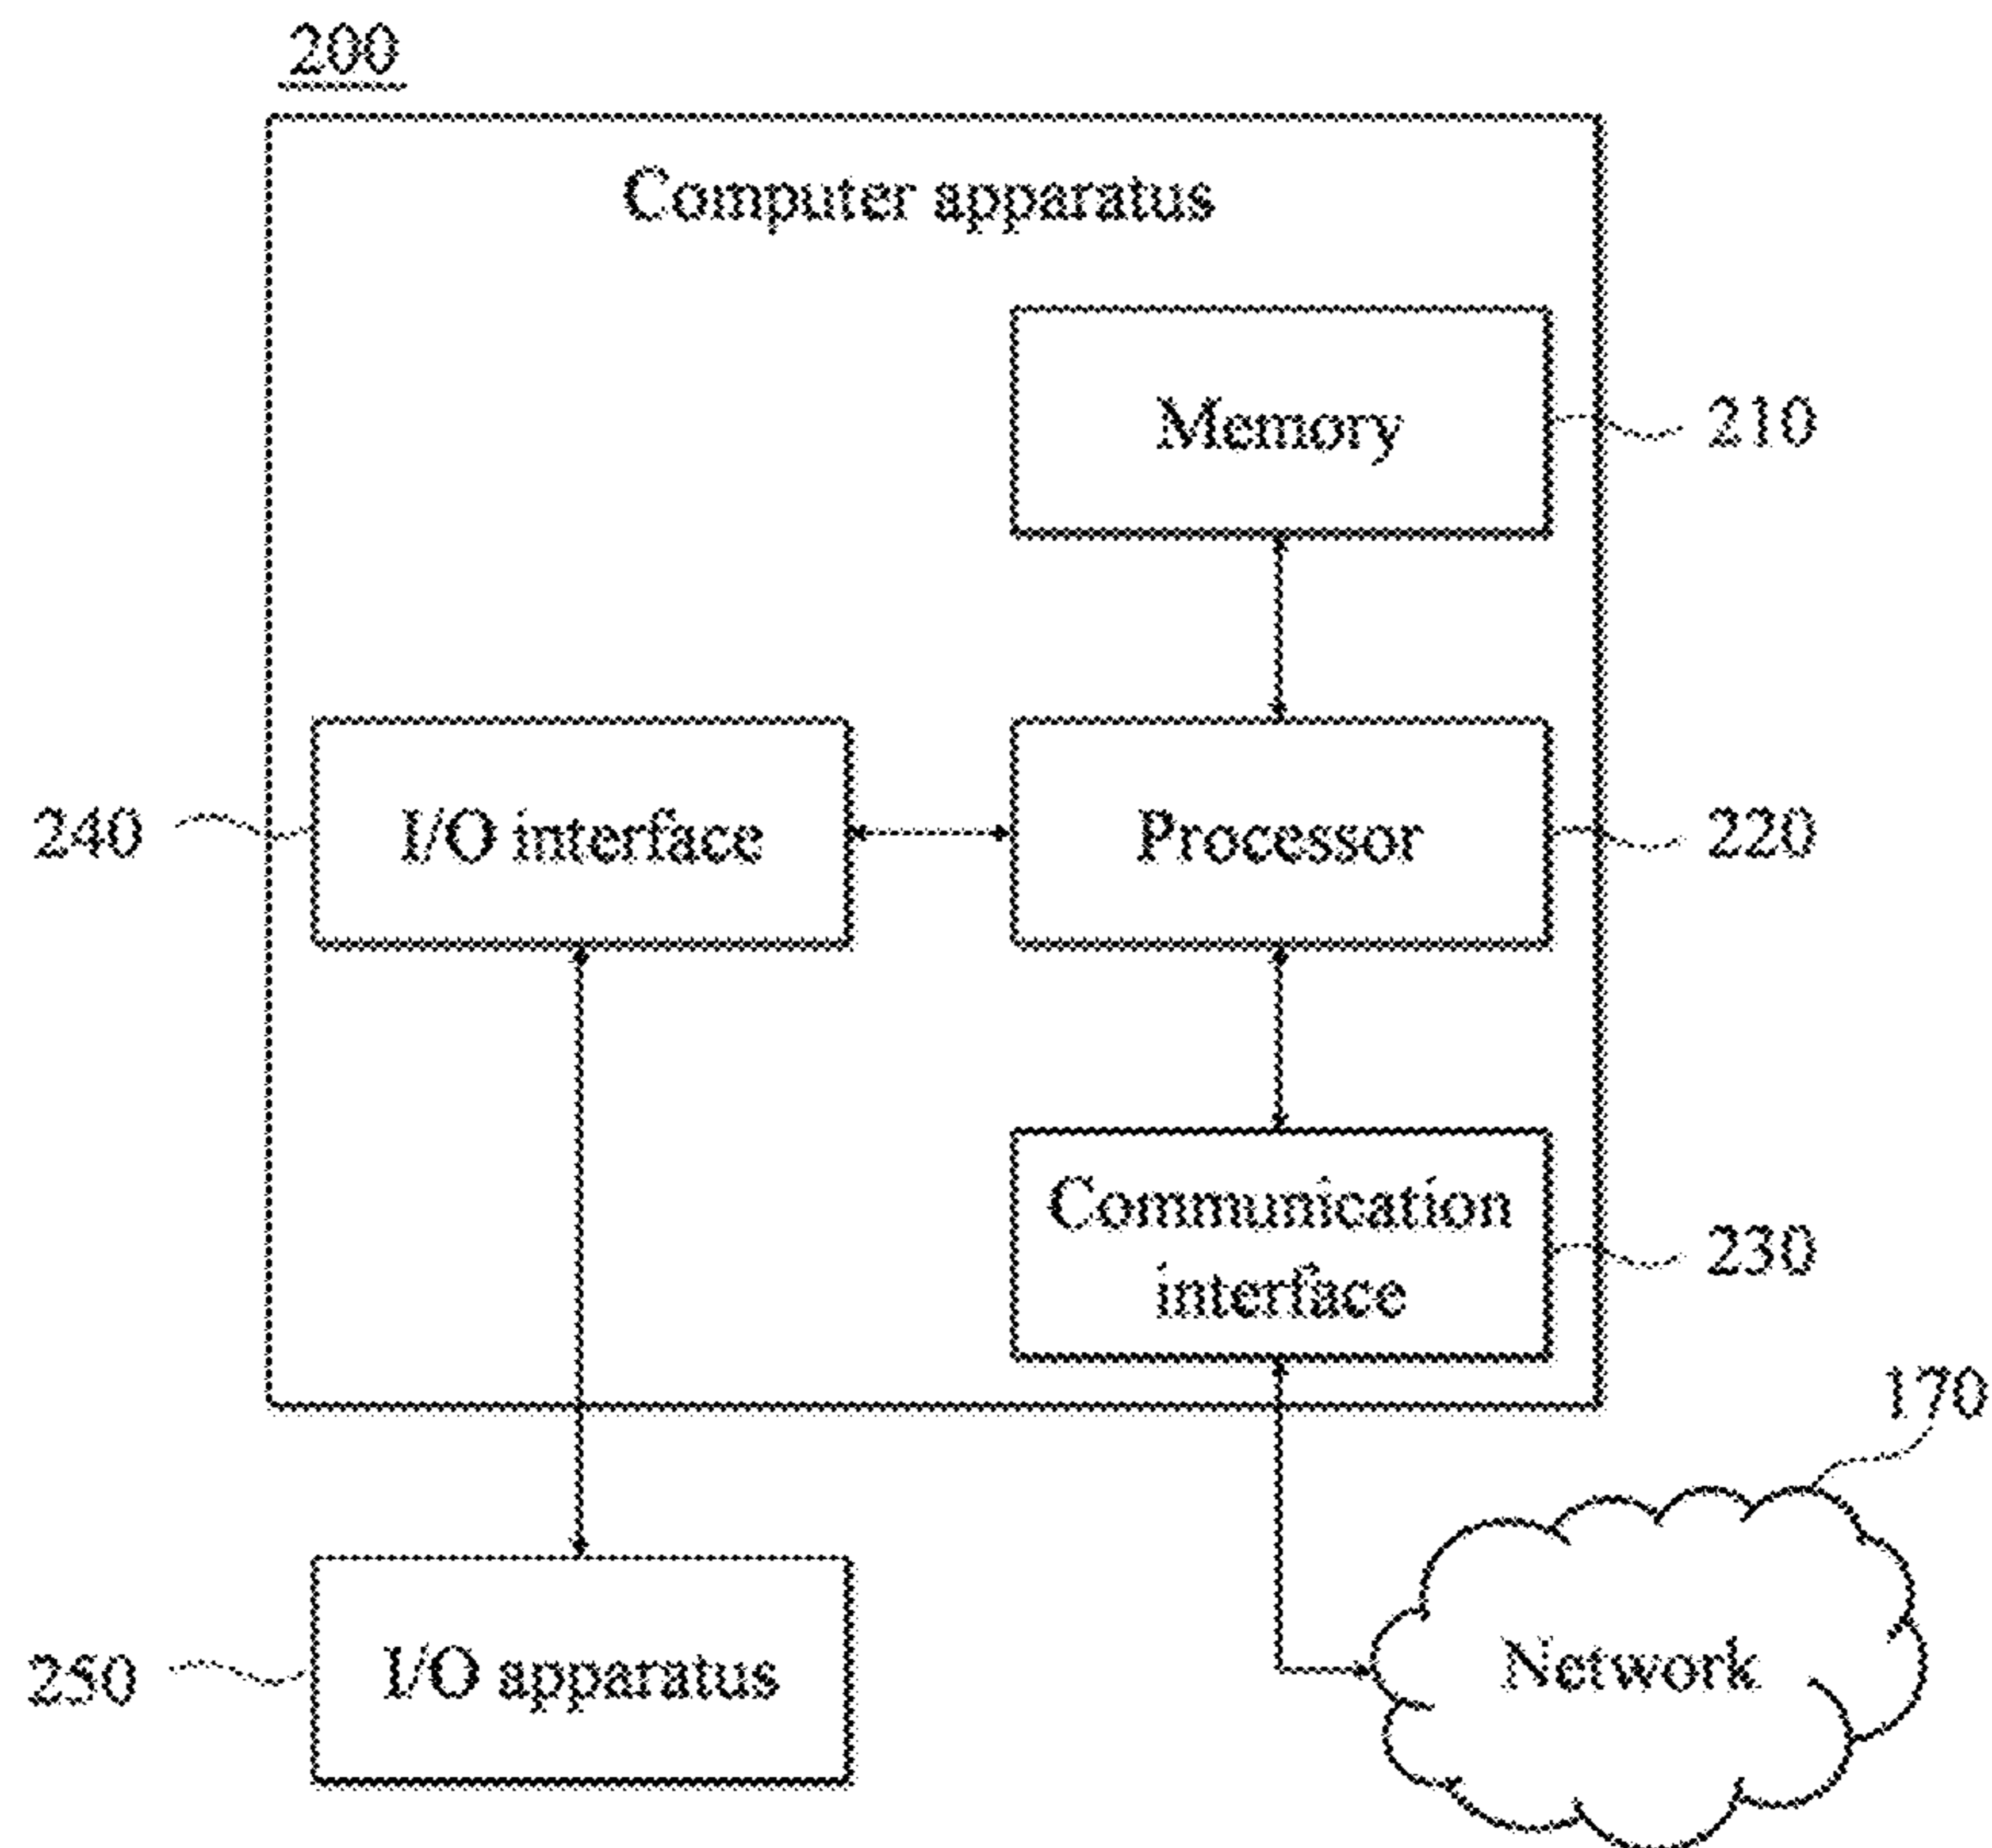 200
Computer apparatus
Memory
210
240
I/O interface
Processor
220
Communication
interface
230
170
250
I/O apparatus
Network